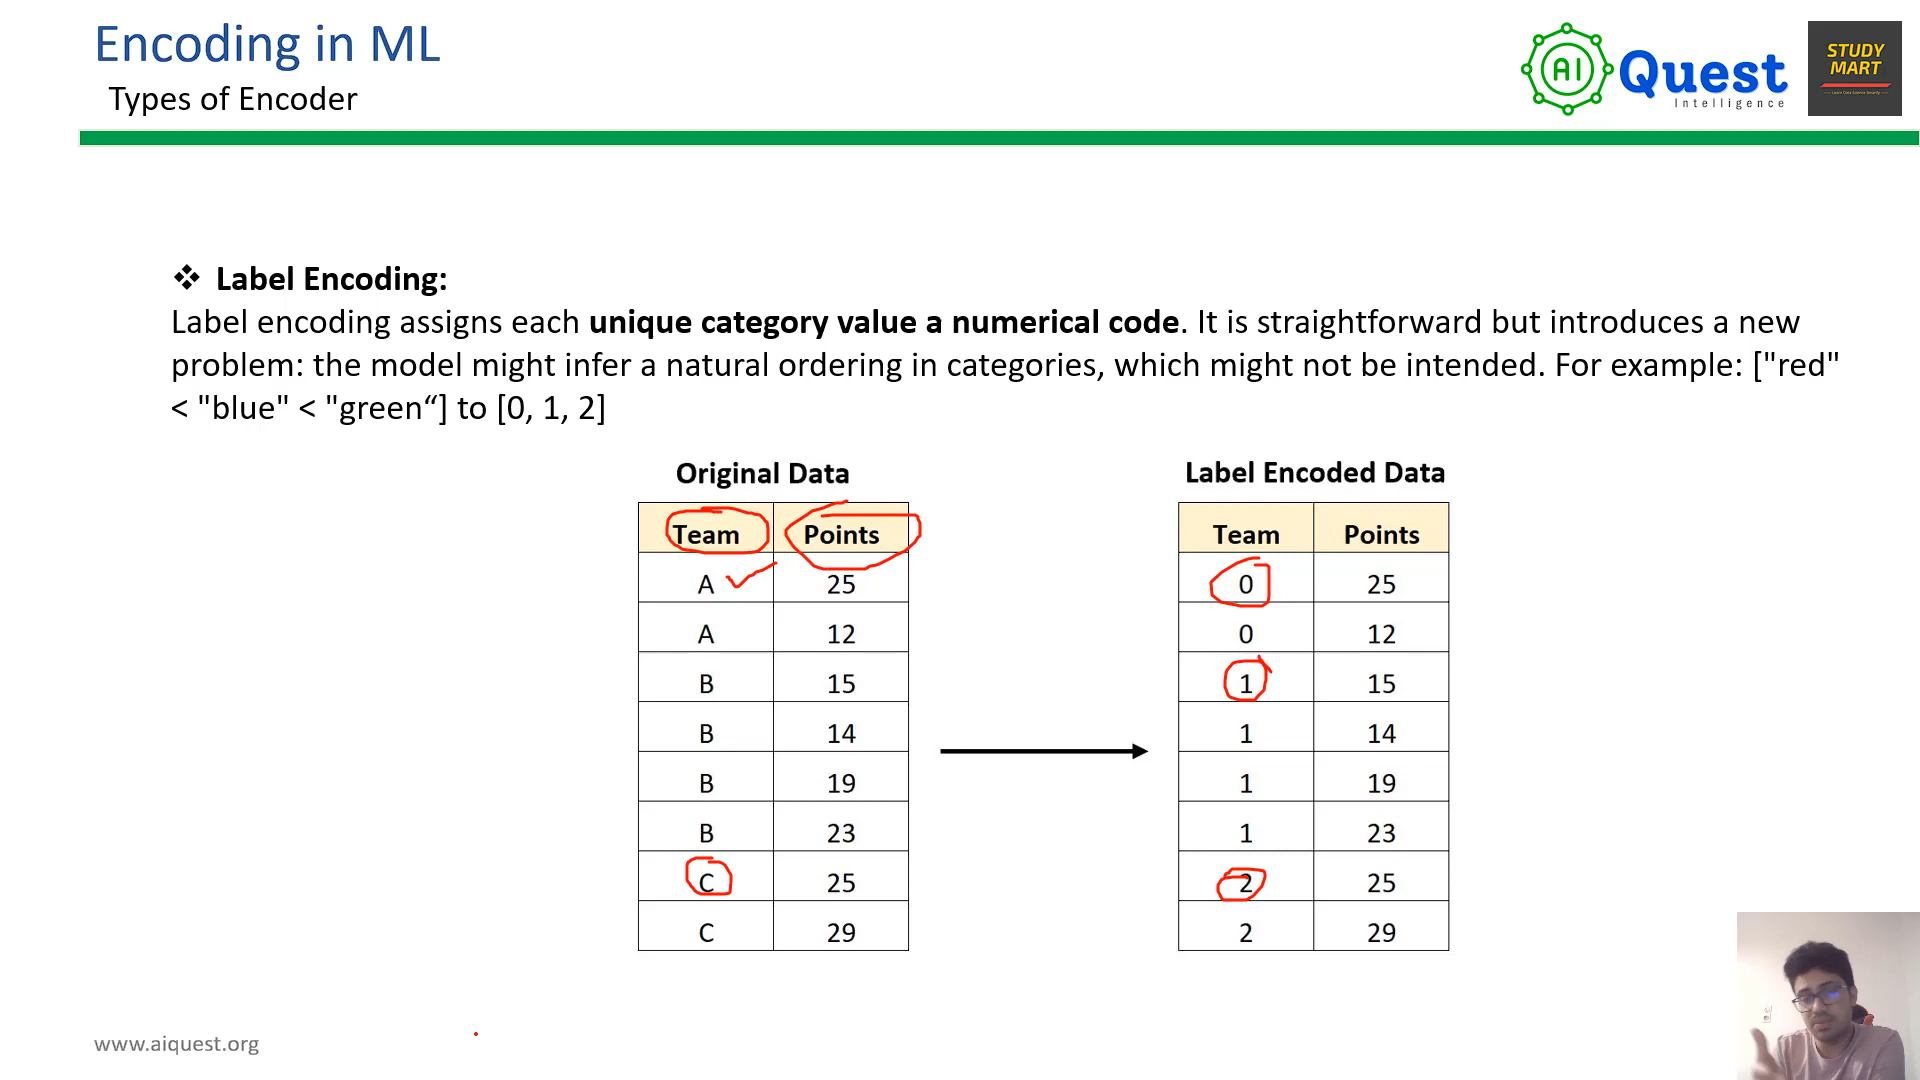 Encoding in ML
Types of Encoder
AI Quest
Intelligence
STUDY
MART
❖ Label Encoding:
Label encoding assigns each unique category value a numerical code. It is straightforward but introduces a new
problem: the model might infer a natural ordering in categories, which might not be intended. For example: ["red"
< "blue" < "green“] to [0, 1, 2]
Original Data
Team Points
A 25
A 12
B 15
B 14
B 19
B 23
C 25
C 29
Label Encoded Data
Team Points
0 25
0 12
1 15
1 14
1 19
1 23
2 25
2 29
www.aiquest.org